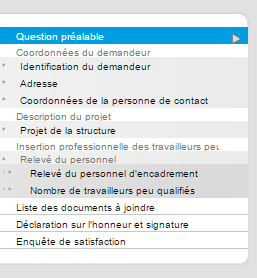 Question préalable
Coordonnées du demandeur
* Identification du demandeur
* Adresse
* Coordonnées de la personne de contact
Description du projet
* Projet de la structure
Insertion professionnelle des travailleurs peu
* Relevé du personnel
* * Relevé du personnel d'encadrement
* * Nombre de travailleurs peu qualifiés
Liste des documents à joindre
Déclaration sur l'honneur et signature
Enquête de satisfaction